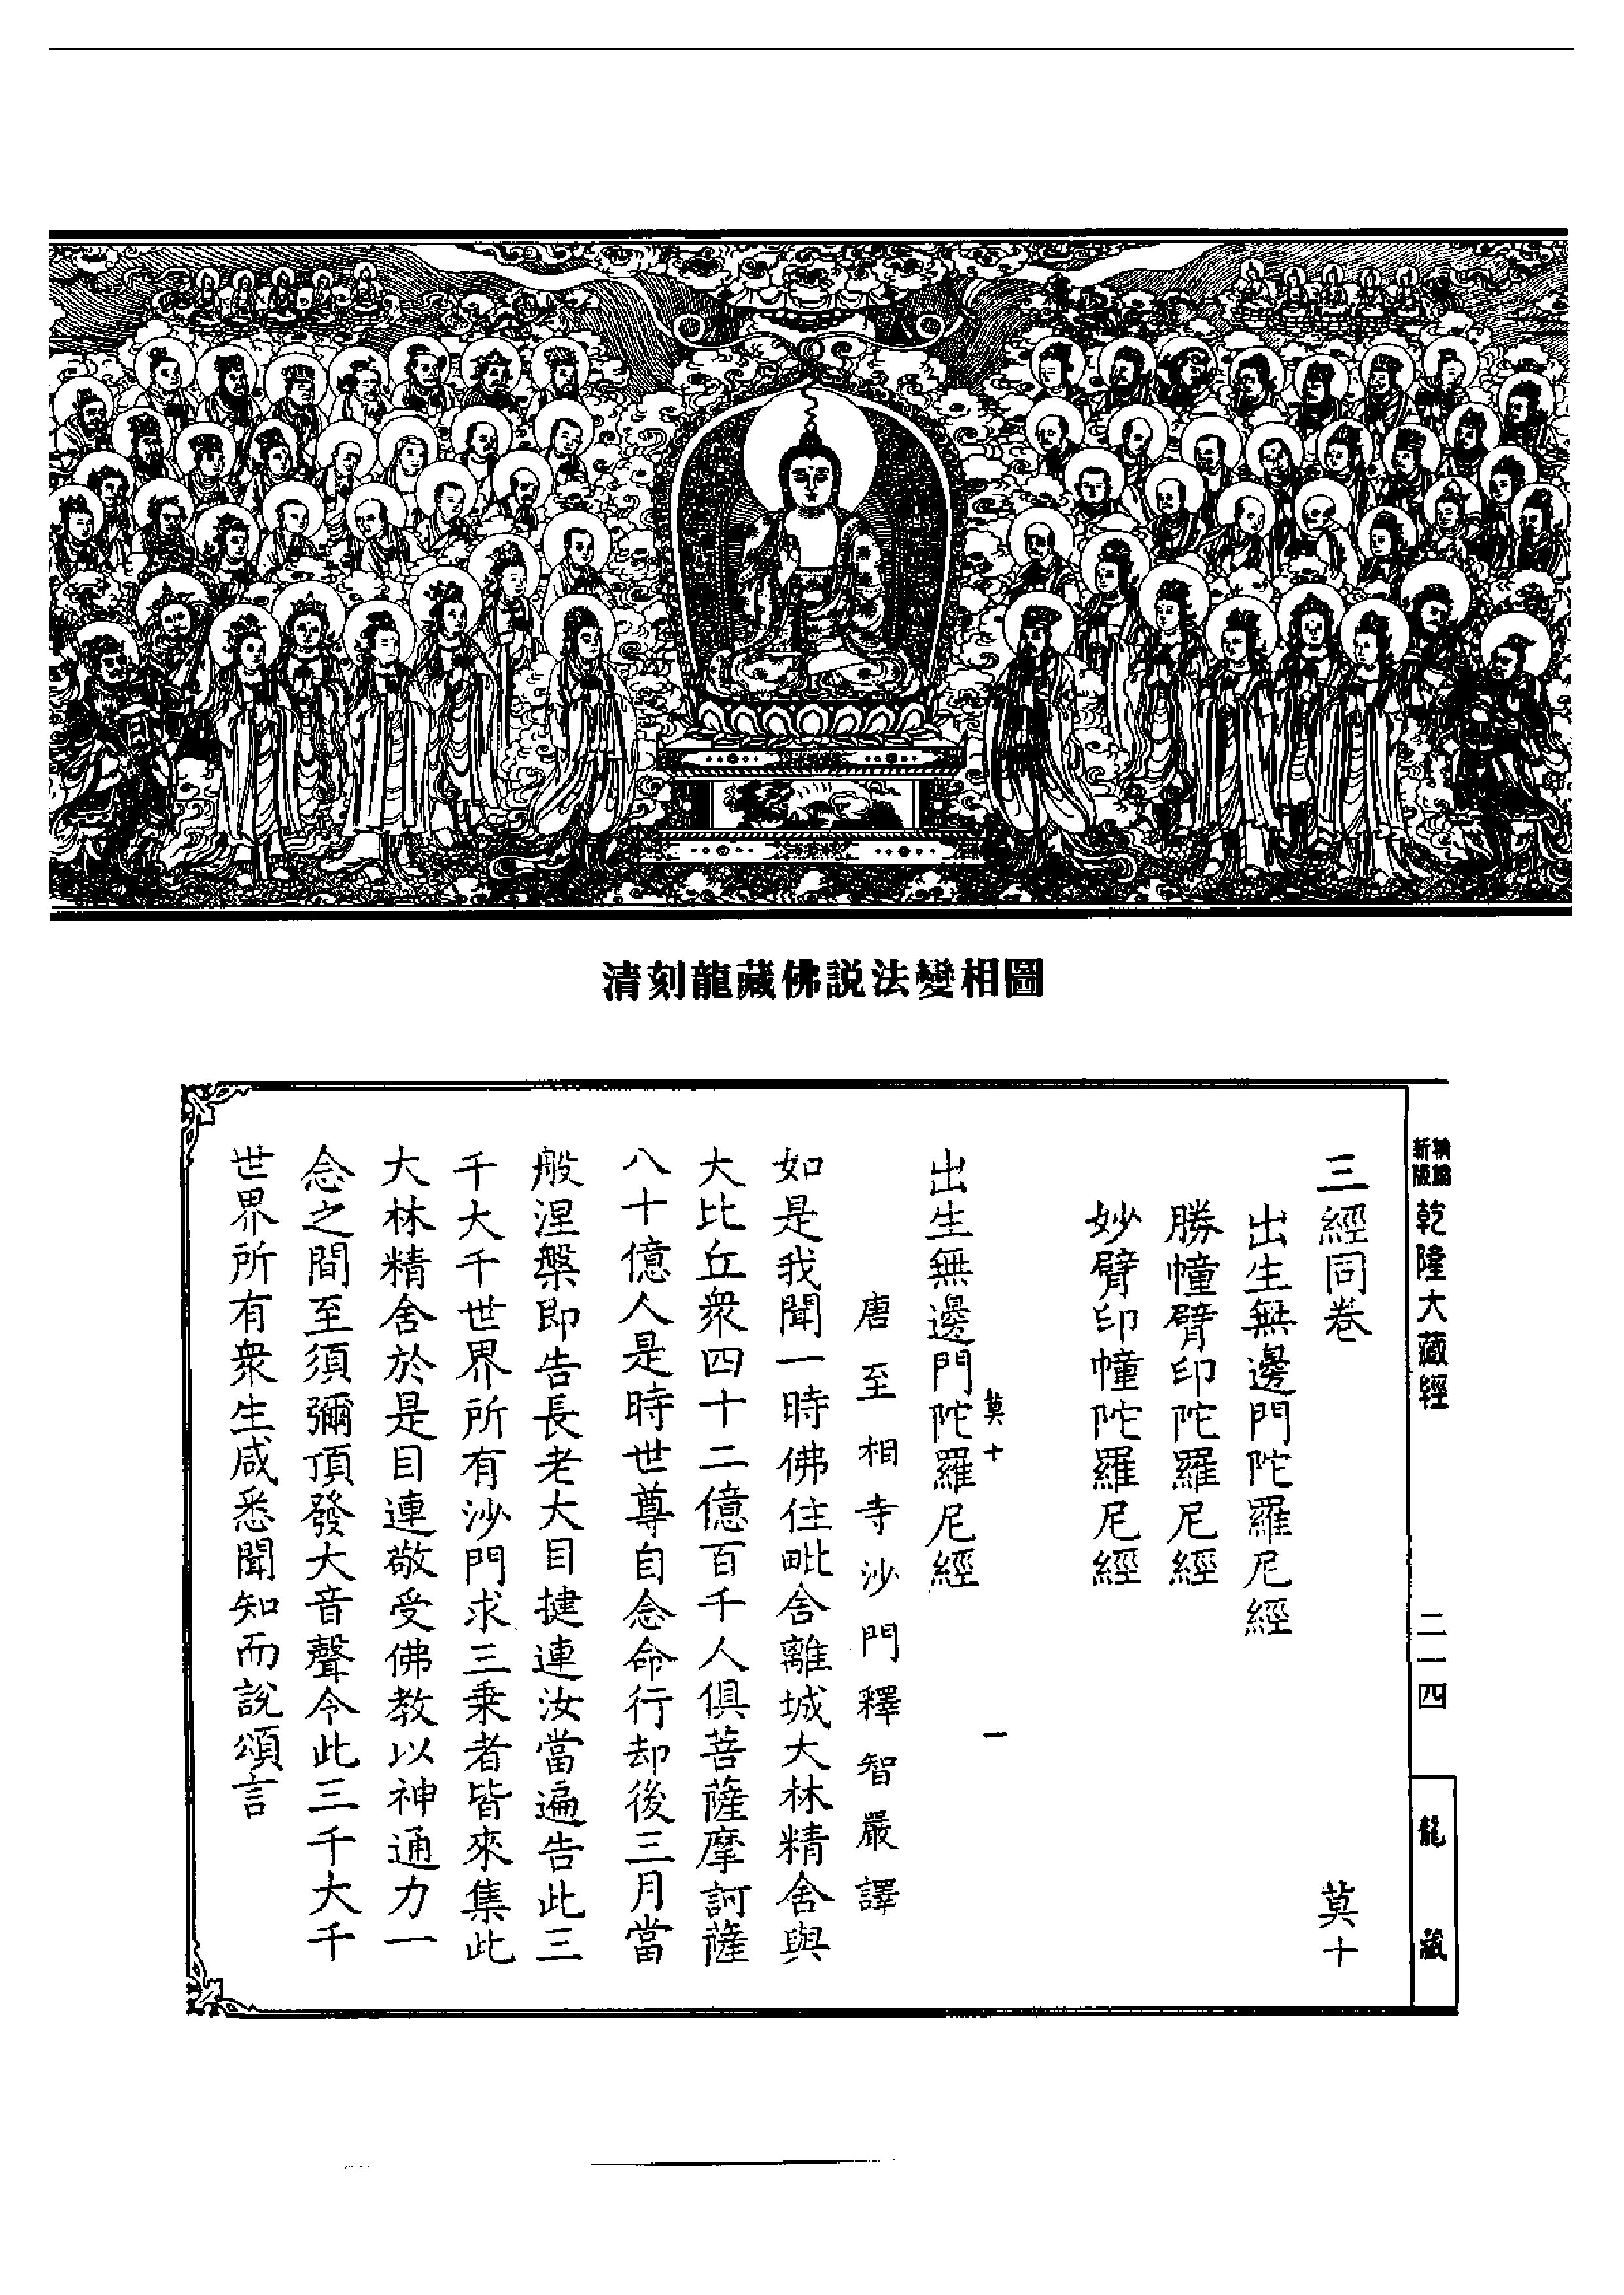 清刻龍藏佛説法變相圖
新版
乾隆大藏經
二一四
龍藏
三經同卷 莫十
出生無邊門陀羅尼經
勝幢臂印陀羅尼經
妙臂印幢陀羅尼經
莫十 一
出生無邊門陀羅尼經
唐至相寺沙門釋智嚴譯
如是我聞一時佛住毗舍離城大林精舍與
大比丘衆四十二億百千人俱菩薩摩訶薩
八十億人是時世尊自念命行却後三月當
般涅槃即告長老大目揵連汝當遍告此三
千大千世界所有沙門求三乘者皆來集此
大林精舍於是目連敬受佛教以神通力一
念之間至須彌頂發大音聲令此三千大千
世界所有衆生咸悉聞知而說頌言